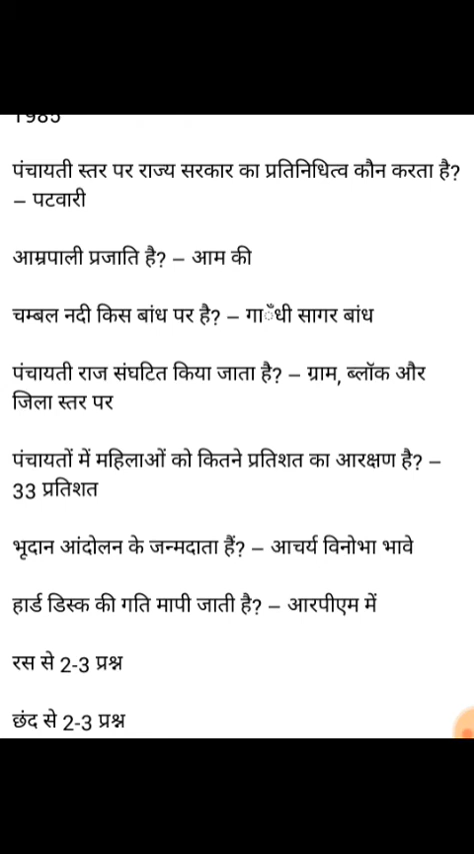 1985
पंचायती स्तर पर राज्य सरकार का प्रतिनिधित्व कौन करता है?
– पटवारी
आम्रपाली प्रजाति है? – आम की
चम्बल नदी किस बांध पर है? – गाॅंधी सागर बांध
पंचायती राज संघटित किया जाता है? – ग्राम, ब्लॉक और
जिला स्तर पर
पंचायतों में महिलाओं को कितने प्रतिशत का आरक्षण है? –
33 प्रतिशत
भूदान आंदोलन के जन्मदाता हैं? – आचर्य विनोभा भावे
हार्ड डिस्क की गति मापी जाती है? – आरपीएम में
रस से 2-3 प्रश्न
छंद से 2-3 प्रश्न